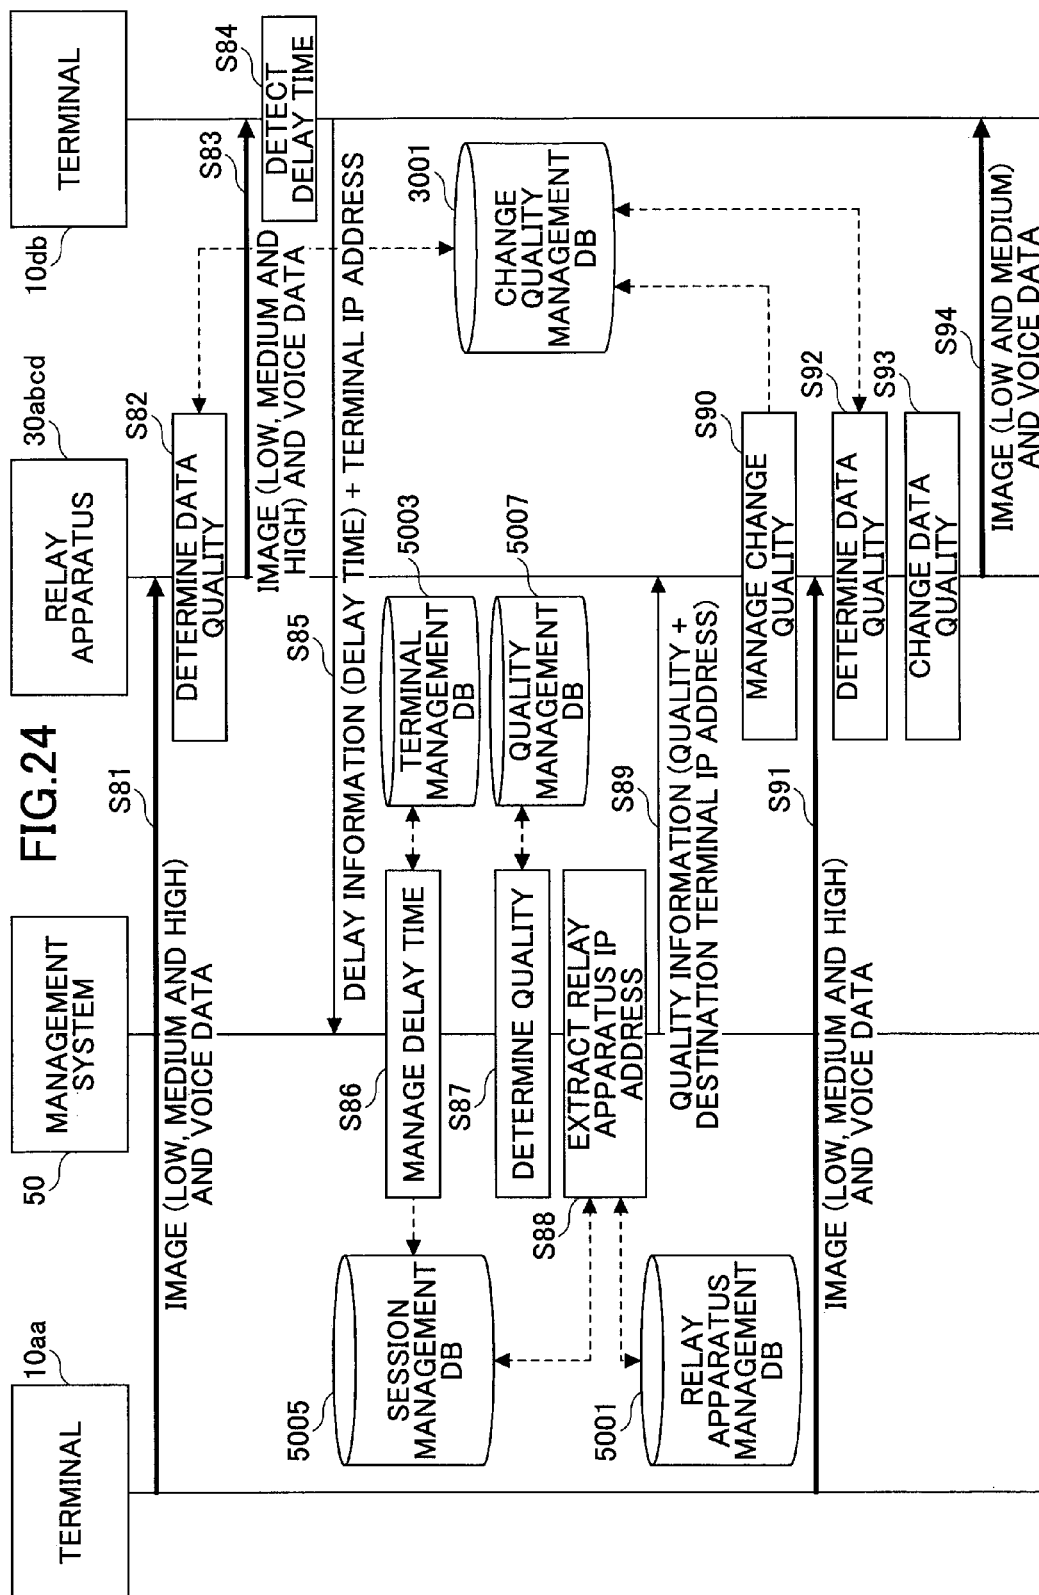 FIG.24
TERMINAL
10aa
MANAGEMENT
SYSTEM
50
RELAY
APPARATUS
30abcd
TERMINAL
10db
S81
IMAGE (LOW, MEDIUM AND HIGH)
AND VOICE DATA
S82
DETERMINE DATA
QUALITY
S83
IMAGE (LOW, MEDIUM AND
HIGH) AND VOICE DATA
S84
DETECT
DELAY TIME
S85
DELAY INFORMATION (DELAY TIME) + TERMINAL IP ADDRESS
3001
CHANGE
QUALITY
MANAGEMENT
DB
5005
SESSION
MANAGEMENT
DB
S86
MANAGE DELAY TIME
5003
TERMINAL
MANAGEMENT
DB
S87
DETERMINE QUALITY
5007
QUALITY
MANAGEMENT
DB
S88
EXTRACT RELAY
APPARATUS IP
ADDRESS
5001
RELAY
APPARATUS
MANAGEMENT
DB
S89
QUALITY INFORMATION (QUALITY +
DESTINATION TERMINAL IP ADDRESS)
S90
MANAGE CHANGE
QUALITY
S91
IMAGE (LOW, MEDIUM AND HIGH)
AND VOICE DATA
S92
DETERMINE DATA
QUALITY
S93
CHANGE DATA
QUALITY
S94
IMAGE (LOW AND MEDIUM)
AND VOICE DATA